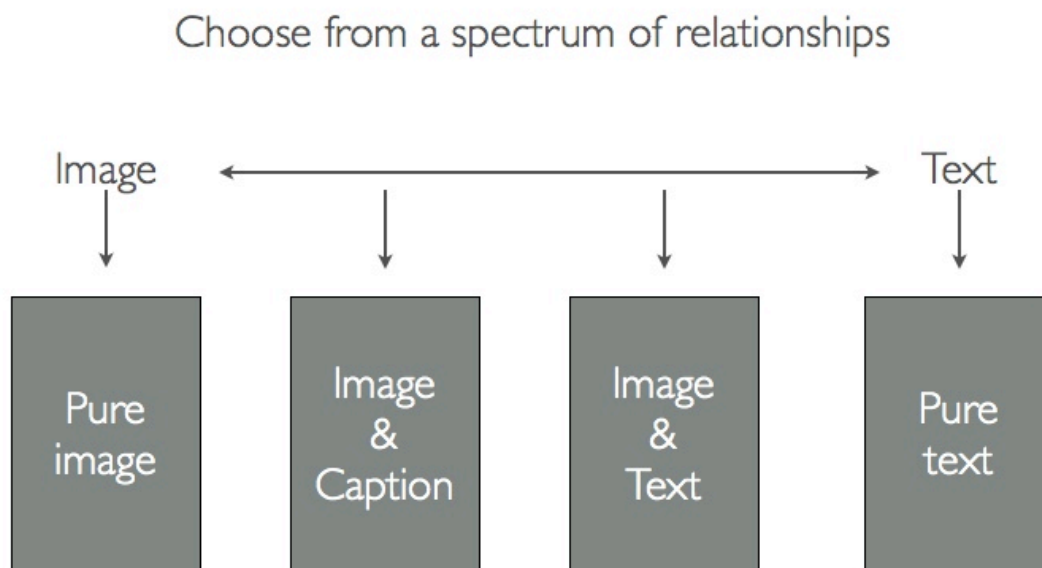 Choose from a spectrum of relationships
Image
Text
Pure
image
Image
&
Caption
Image
&
Text
Pure
text